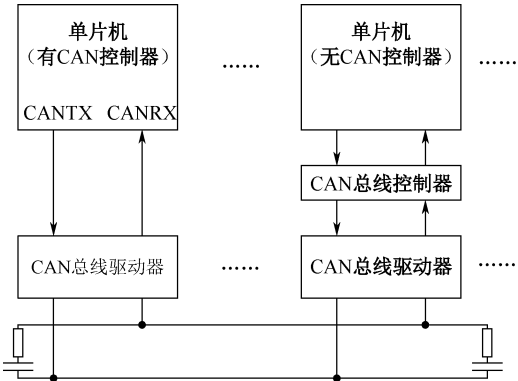 单片机
（有CAN控制器）
CANTX CANRX
……
单片机
（无CAN控制器）
……
CAN总线控制器
CAN总线驱动器
……
CAN总线驱动器
……